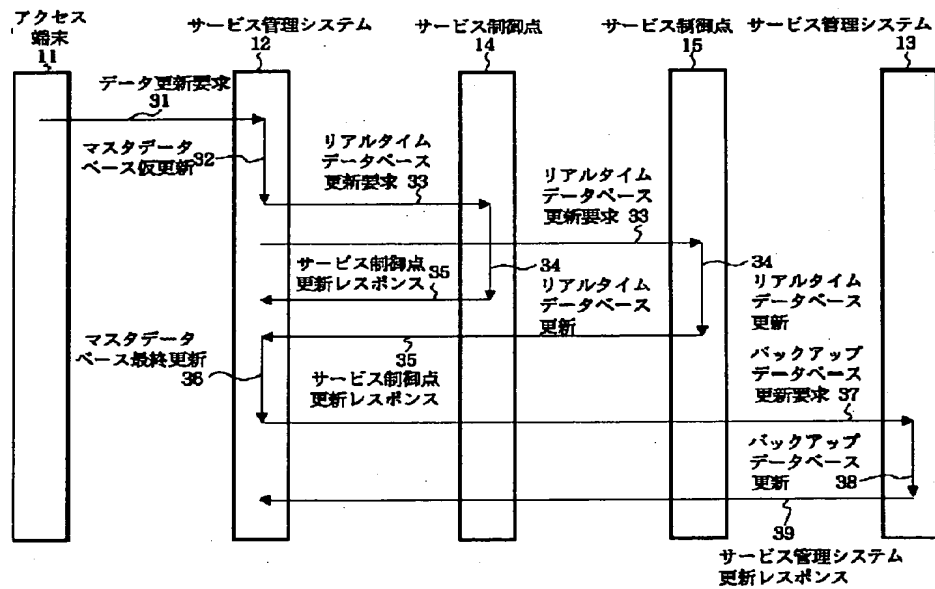 アクセス
端末
11
サービス管理システム
12
サービス制御点
14
サービス制御点
15
サービス管理システム
13
データ更新要求
31
マスタデータ
ベース仮更新
32
リアルタイム
データベース
更新要求 33
リアルタイム
データベース
更新要求 33
サービス制御点
更新レスポンス
35
34
リアルタイム
データベース
更新
34
リアルタイム
データベース
更新
マスタデータ
ベース最終更新
36
35
サービス制御点
更新レスポンス
バックアップ
データベース
更新要求 37
バックアップ
データベース
更新
38
39
サービス管理システム
更新レスポンス